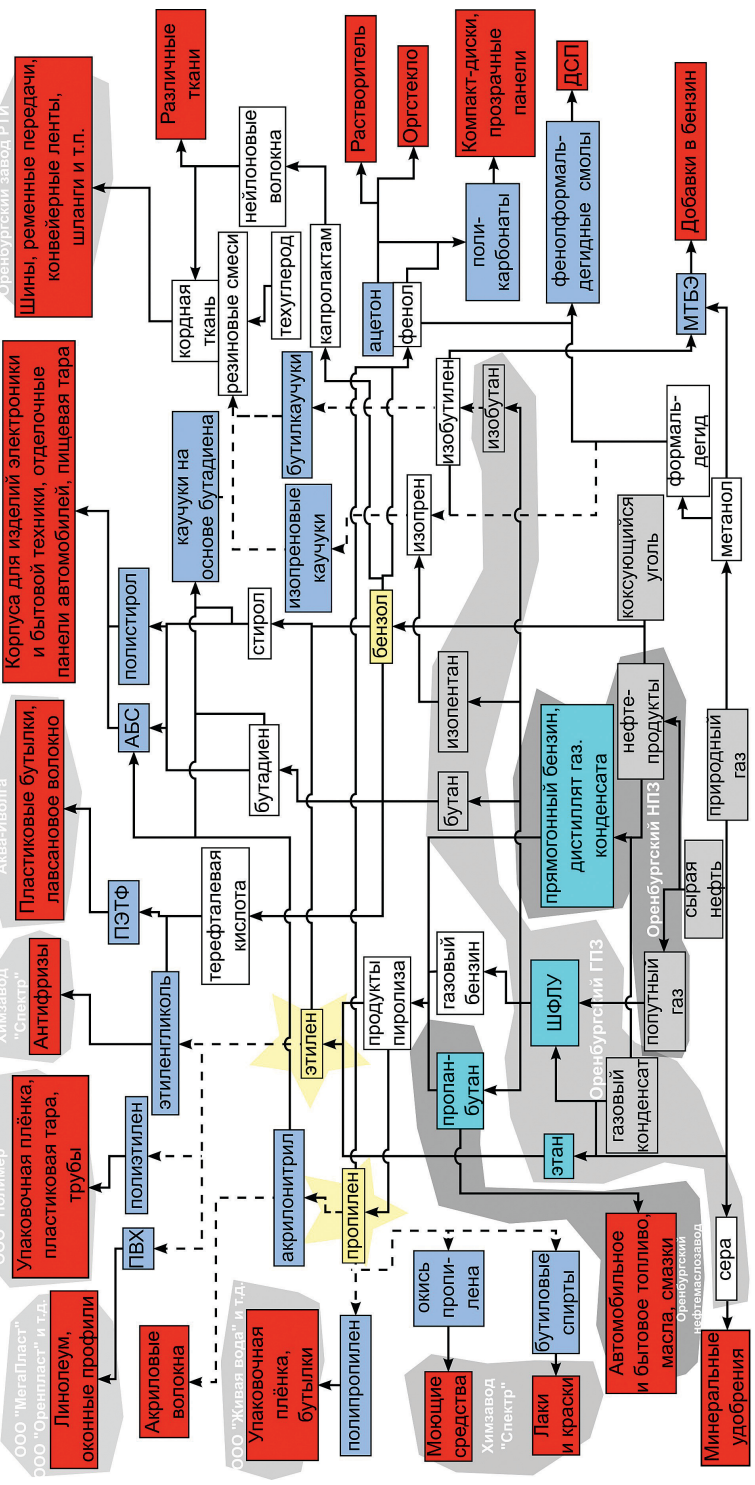 ООО "МегаПласт"
ООО "Оренпласт" и т.д.
Линолеум,
оконные профили
ПВХ
Упаковочная плёнка,
пластиковая тара,
трубы
полиэтилен
Химзавод
"Спектр"
Антифризы
этиленгликоль
Аква-Иволга
Пластиковые бутылки,
лавсановое волокно
ПЭТФ
терефталевая
кислота
Корпуса для изделий электроники
и бытовой техники, отделочные
панели автомобилей, пищевая тара
АБС
полистирол
бутадиен
стирол
каучуки на
основе бутадиена
Оренбургский завод РТИ
Шины, ременные передачи,
конвейерные ленты,
шланги и т.п.
кордная
ткань
резиновые смеси
техуглерод
Различные
ткани
нейлоновые
волокна
капролактам
изопреновые
каучуки
бутилкаучуки
Акриловые
волокна
акрилонитрил
этилен
ООО "Живая вода" и т.д.
Упаковочная
плёнка,
бутылки
полипропилен
пропилен
продукты
пиролиза
бензол
ацетон
фенол
Растворитель
Оргстекло
поли-
карбонаты
Компакт-диски,
прозрачные
панели
Моющие
средства
окись
пропи-
лена
Химзавод
"Спектр"
Лаки
и краски
бутиловые
спирты
пропан-
бутан
газовый
бензин
бутан
изопентан
изопрен
изобутилен
изобутан
фенолформаль-
дегидные смолы
ДСП
этан
ШФЛУ
прямогонный бензин,
дистиллят газ.
конденсата
Оренбургский ГПЗ
Автомобильное
и бытовое топливо,
масла, смазки
Оренбургский
нефтемаслозавод
газовый
конденсат
попутный
газ
Оренбургский НПЗ
нефте-
продукты
коксующийся
уголь
формаль-
дегид
МТБЭ
Добавки в бензин
Минеральные
удобрения
сера
сырая
нефть
природный
газ
метанол